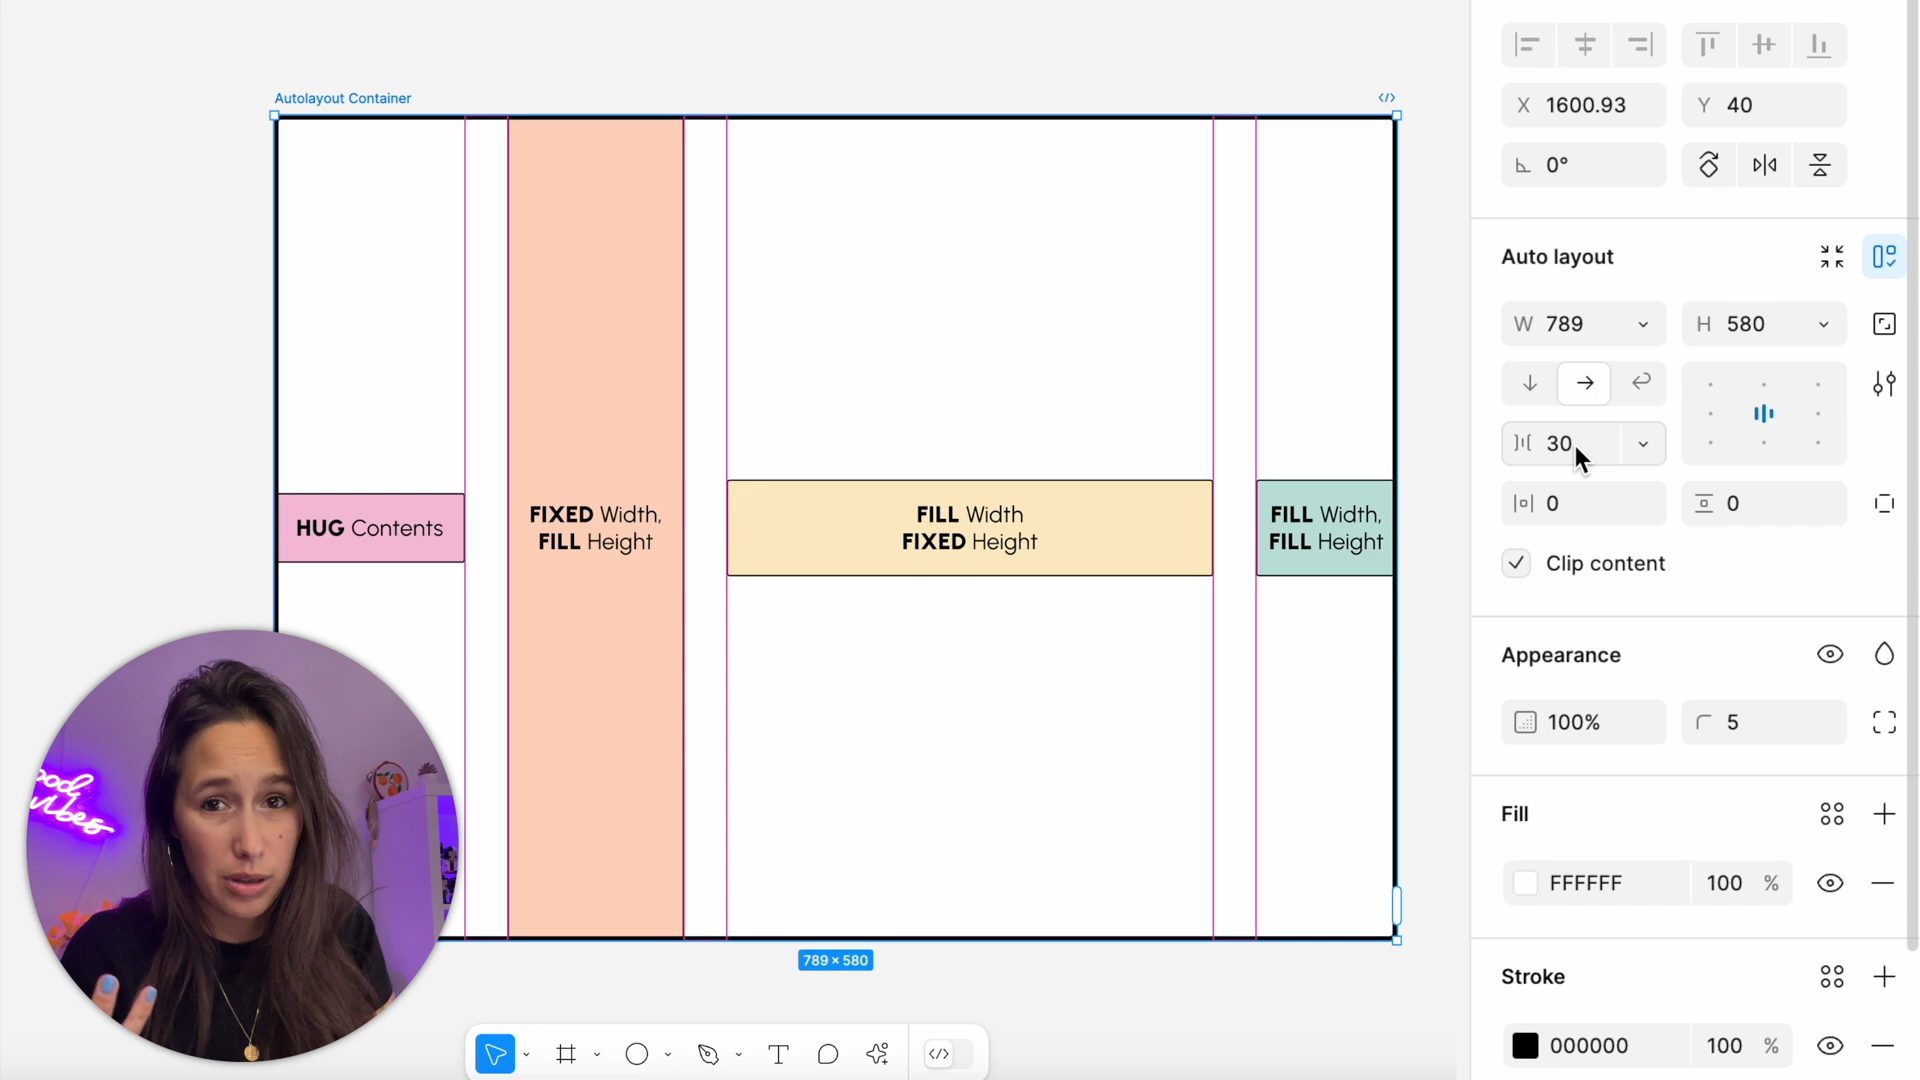 Autolayout Container
HUG Contents
FIXED Width,
FILL Height
FILL Width
FIXED Height
FILL Width,
FILL Height
789 × 580
ood
vibes
X 1600.93
Y 40
0°
Auto layout
W 789
H 580
30
0
0
Clip content
Appearance
100%
5
Fill
FFFFFF 100 %
Stroke
000000 100 %